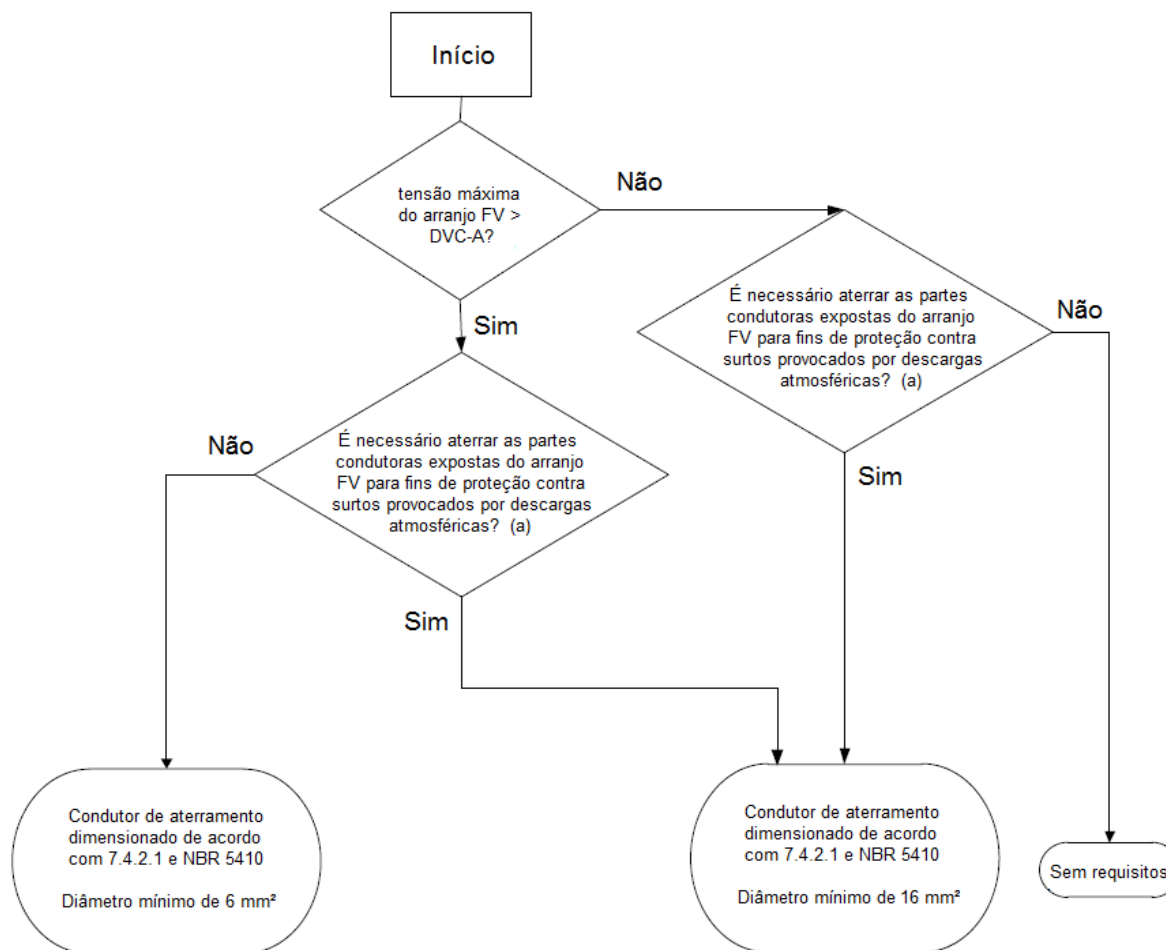 Início
tensão máxima
do arranjo FV >
DVC-A?
Não
Sim
É necessário aterrar as partes
condutoras expostas do arranjo
FV para fins de proteção contra
surtos provocados por descargas
atmosféricas? (a)
Não
Sim
É necessário aterrar as partes
condutoras expostas do arranjo
FV para fins de proteção contra
surtos provocados por descargas
atmosféricas? (a)
Não
Sim
Condutor de aterramento
dimensionado de acordo
com 7.4.2.1 e NBR 5410
Diâmetro mínimo de 6 mm²
Condutor de aterramento
dimensionado de acordo
com 7.4.2.1 e NBR 5410
Diâmetro mínimo de 16 mm²
Sem requisitos